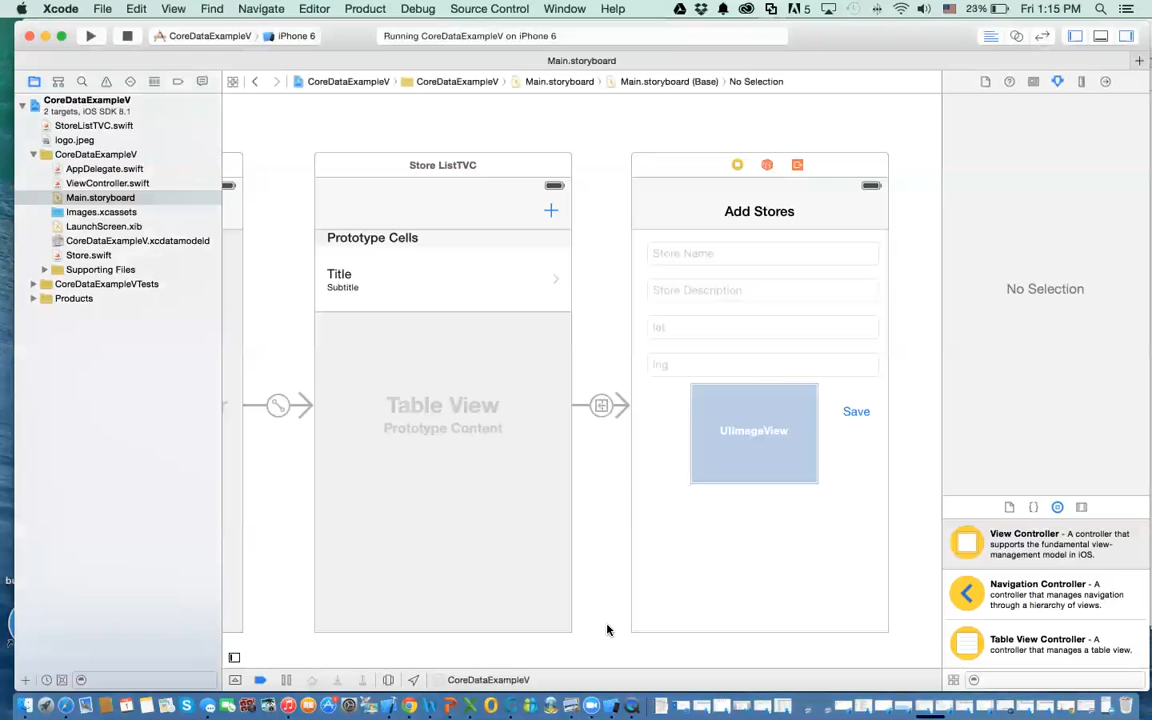 Xcode File Edit View Find Navigate Editor Product Debug Source Control Window Help
5 23% Fri 1:15 PM
CoreDataExampleV iPhone 6
Running CoreDataExampleV on iPhone 6
Main.storyboard
CoreDataExampleV CoreDataExampleV Main.storyboard Main.storyboard (Base) No Selection
CoreDataExampleV
2 targets, iOS SDK 8.1
StoreListTVC.swift
logo.jpeg
CoreDataExampleV
AppDelegate.swift
ViewController.swift
Main.storyboard
Images.xcassets
LaunchScreen.xib
CoreDataExampleV.xcdatamodeld
Store.swift
Supporting Files
CoreDataExampleVTests
Products
Store ListTVC
Prototype Cells
Title
Subtitle
Table View
Prototype Content
Add Stores
Store Name
Store Description
lat
lng
UIImageView
Save
No Selection
View Controller - A controller that
supports the fundamental view-
management model in iOS.
Navigation Controller - A
controller that manages navigation
through a hierarchy of views.
Table View Controller - A
controller that manages a table view.
CoreDataExampleV